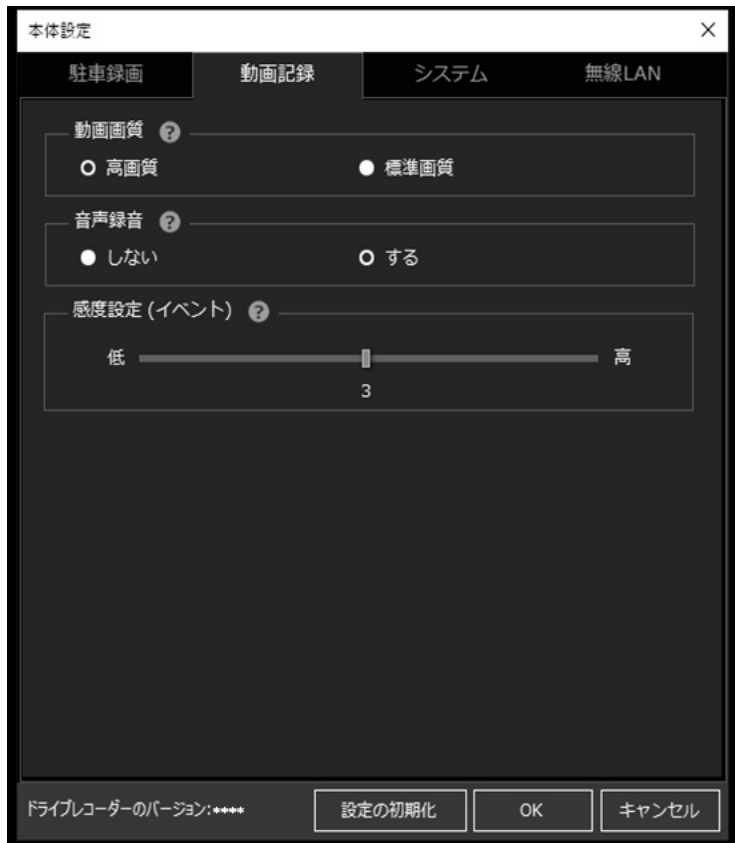 本体設定
駐車録画 動画記録 システム 無線LAN
動画画質 ?
高画質 標準画質
音声録音 ?
しない する
感度設定 (イベント) ?
低 高
3
ドライブレコーダーのバージョン:**** 設定の初期化 OK キャンセル